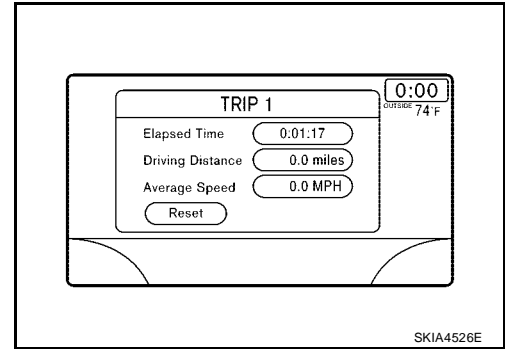 TRIP 1
0:00
OUTSIDE 74°F
Elapsed Time 0:01:17
Driving Distance 0.0 miles
Average Speed 0.0 MPH
Reset
SKIA4526E